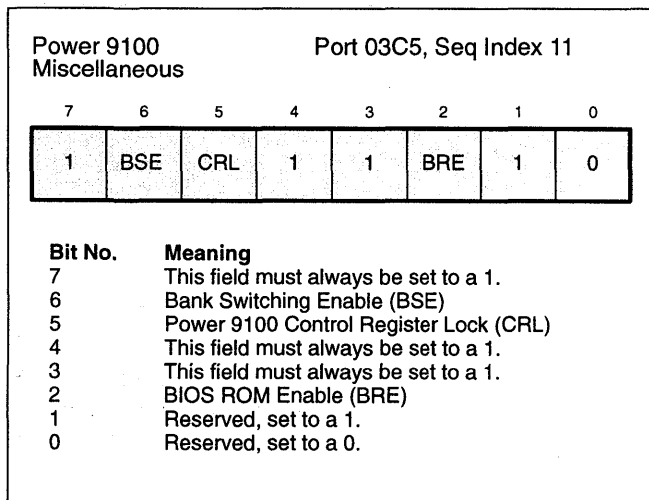 Power 9100 Port 03C5, Seq Index 11
Miscellaneous
7 6 5 4 3 2 1 0
1 BSE CRL 1 1 BRE 1 0
Bit No. Meaning
7 This field must always be set to a 1.
6 Bank Switching Enable (BSE)
5 Power 9100 Control Register Lock (CRL)
4 This field must always be set to a 1.
3 This field must always be set to a 1.
2 BIOS ROM Enable (BRE)
1 Reserved, set to a 1.
0 Reserved, set to a 0.